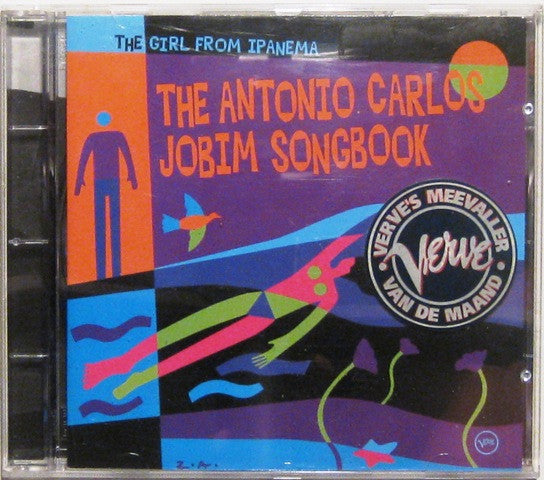 THE GIRL FROM IPANEMA
THE ANTONIO CARLOS
JOBIM SONGBOOK
VERVE'S MEEVALLER
Verve
VAN DE MAAND
Verve
Z.A.